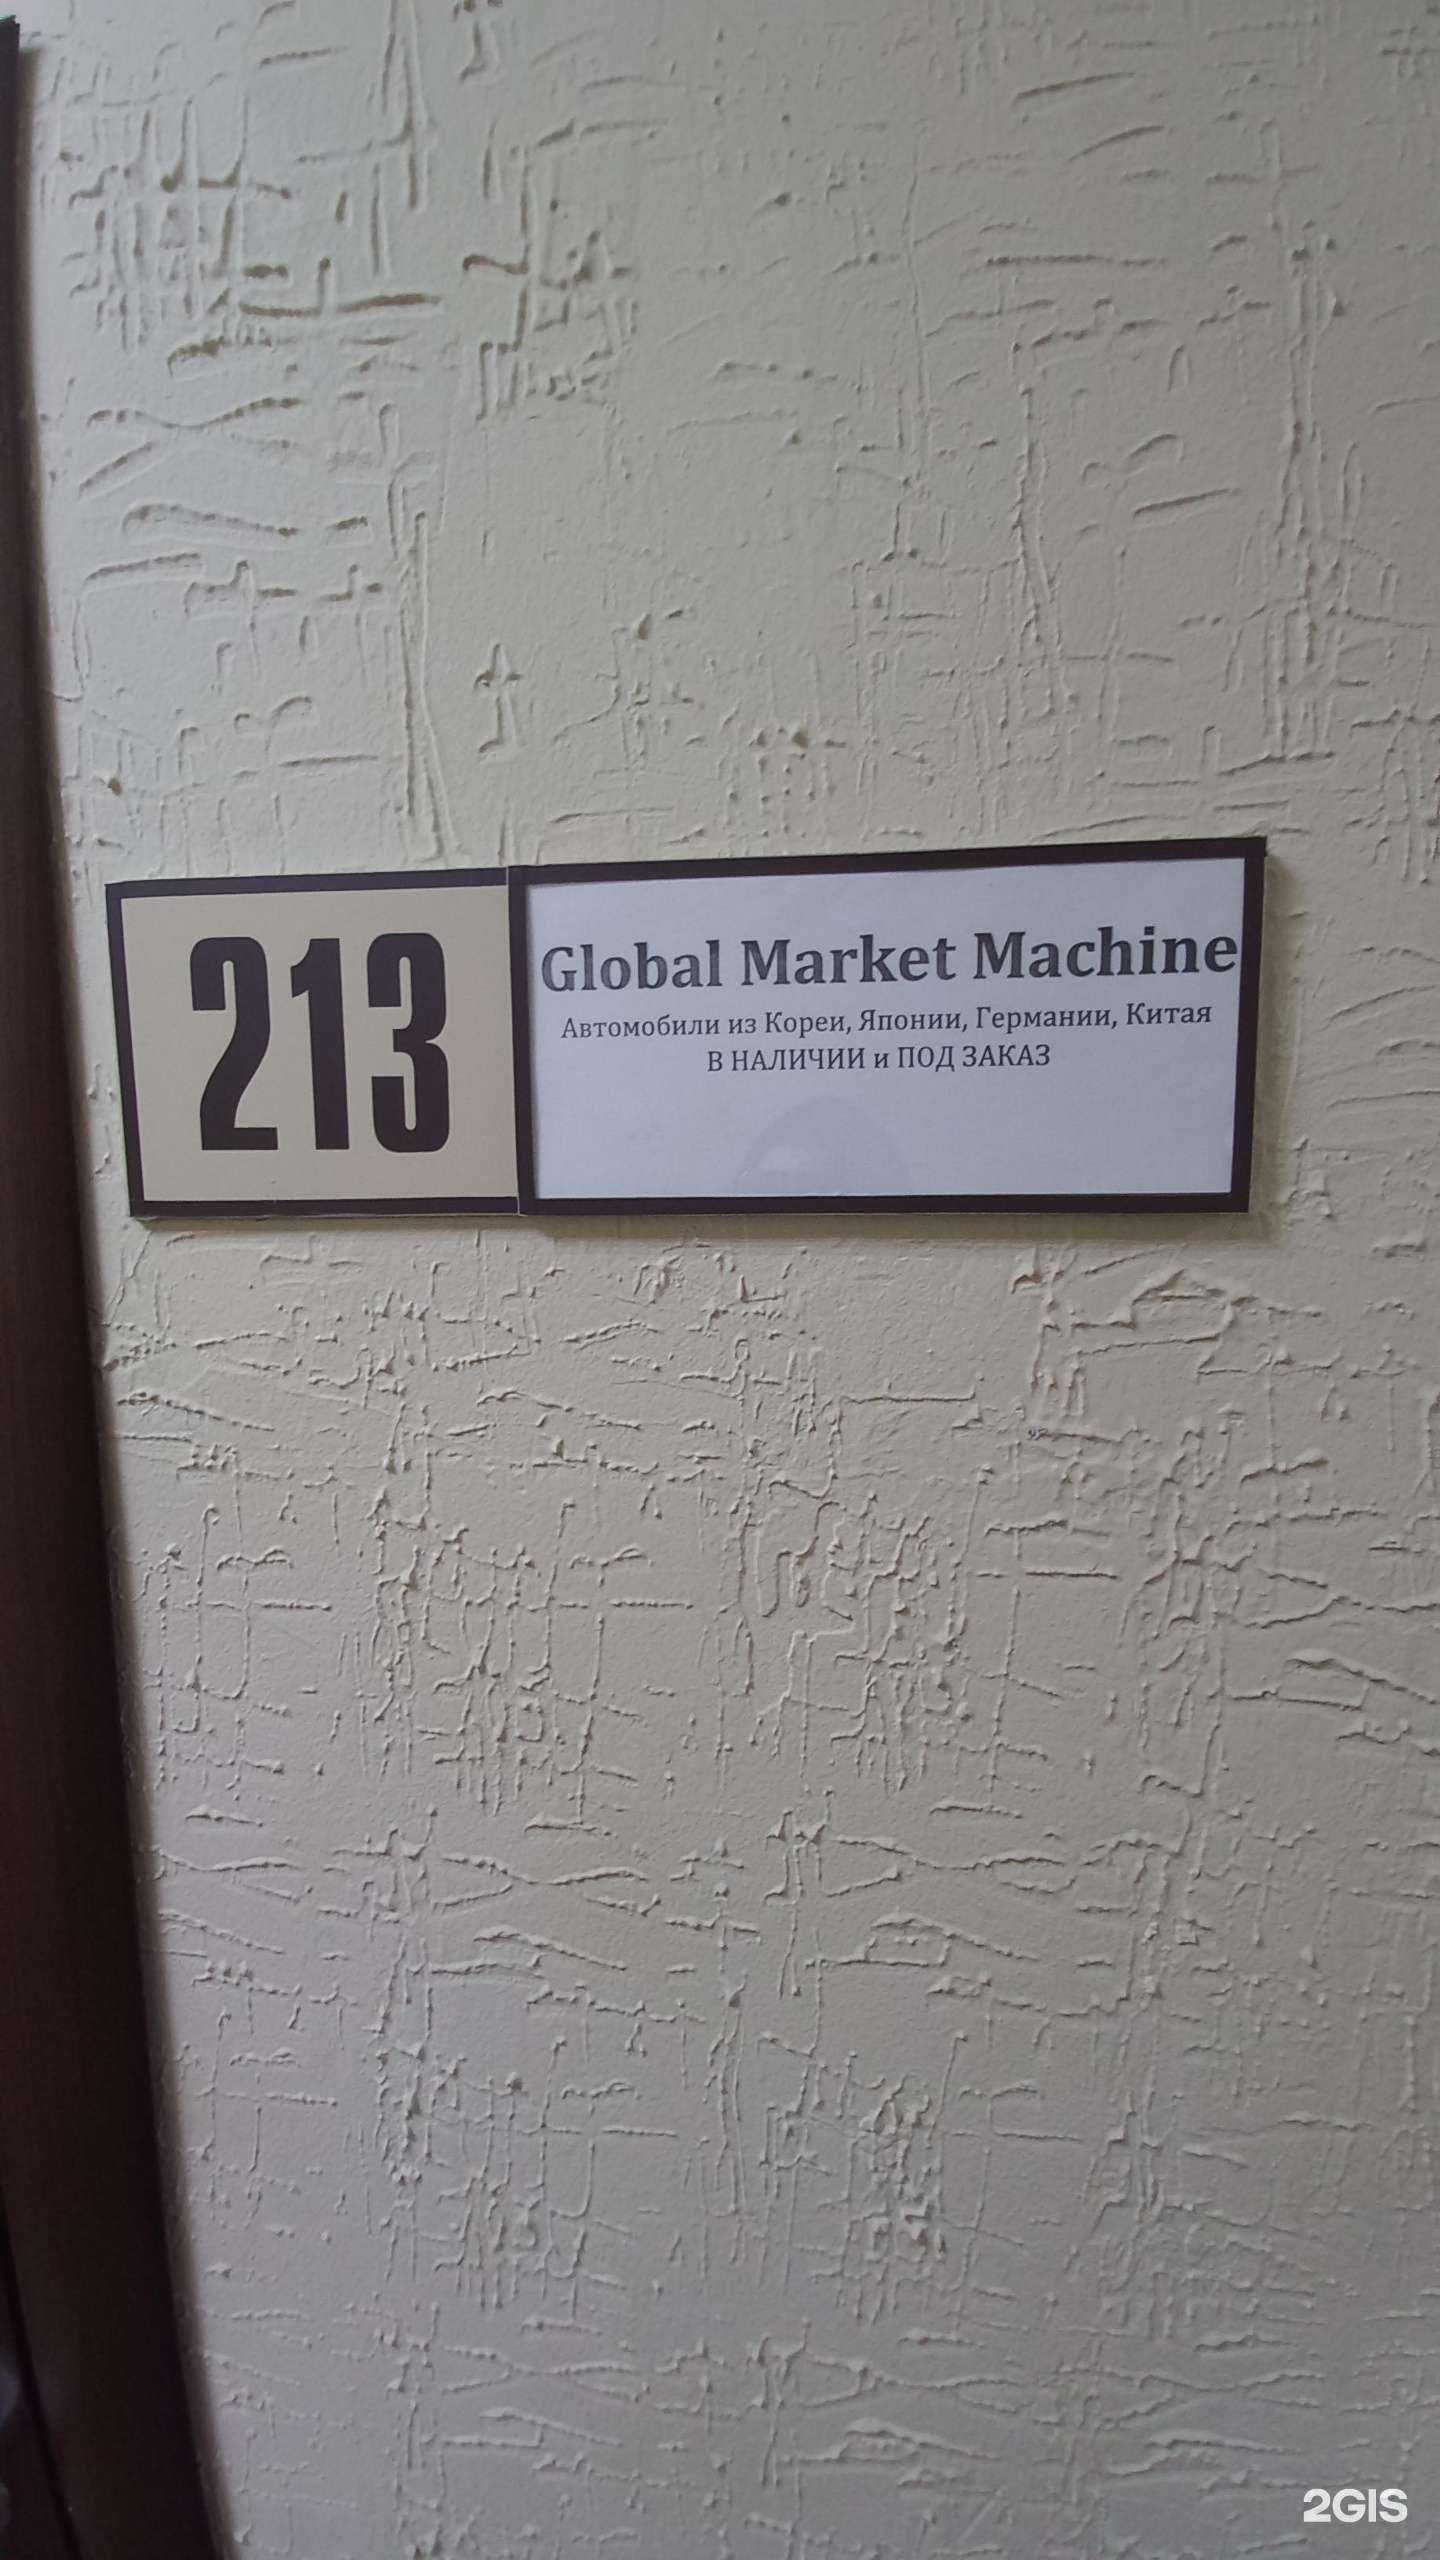 213
Global Market Machine
Автомобили из Кореи, Японии, Германии, Китая
В НАЛИЧИИ и ПОД ЗАКАЗ
2GIS